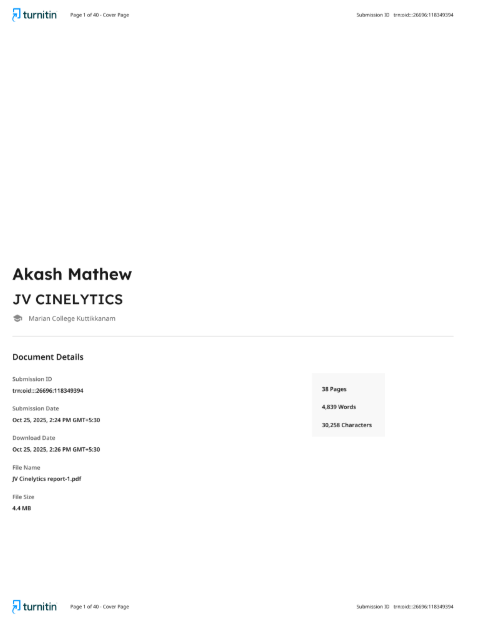 turnitin Page 1 of 40 - Cover Page Submission ID trn:oid:::26696:118349394
Akash Mathew
JV CINELYTICS
Marian College Kuttikkanam
Document Details
Submission ID
trn:oid:::26696:118349394
Submission Date
Oct 25, 2025, 2:24 PM GMT+5:30
Download Date
Oct 25, 2025, 2:26 PM GMT+5:30
File Name
JV Cinelytics report-1.pdf
File Size
4.4 MB
38 Pages
4,839 Words
30,258 Characters
turnitin Page 1 of 40 - Cover Page Submission ID trn:oid:::26696:118349394